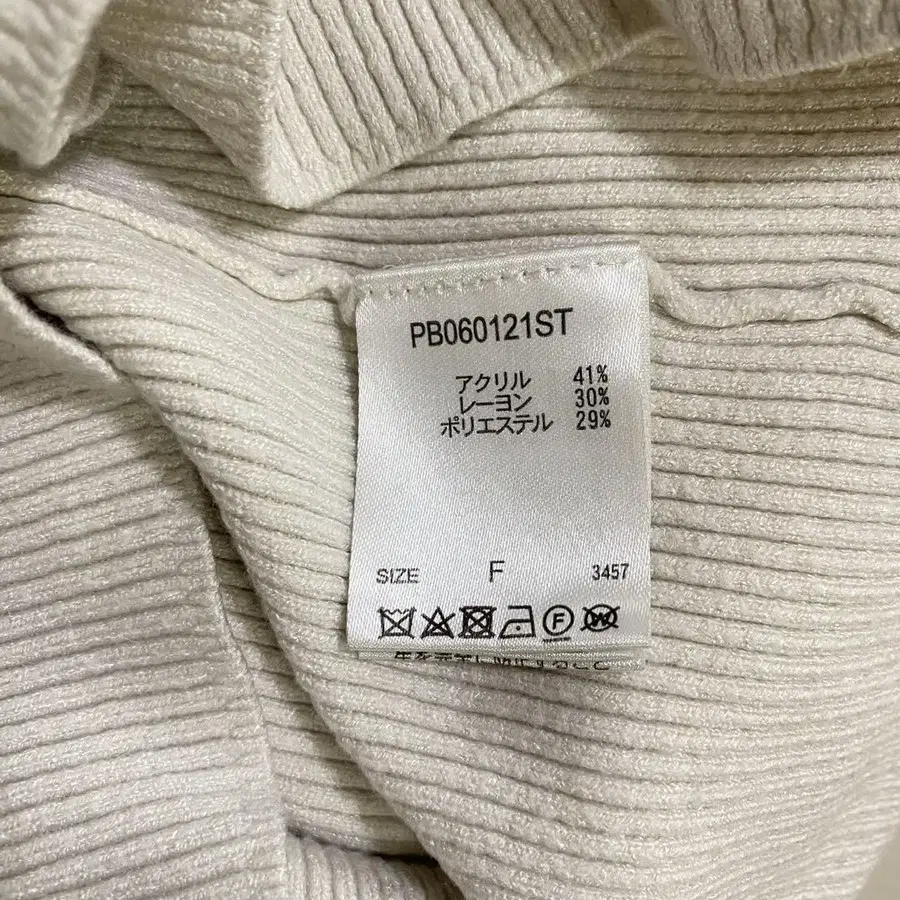 PB060121ST
アクリル 41%
レーヨン 30%
ポリエステル 29%
SIZE F 3457
F W